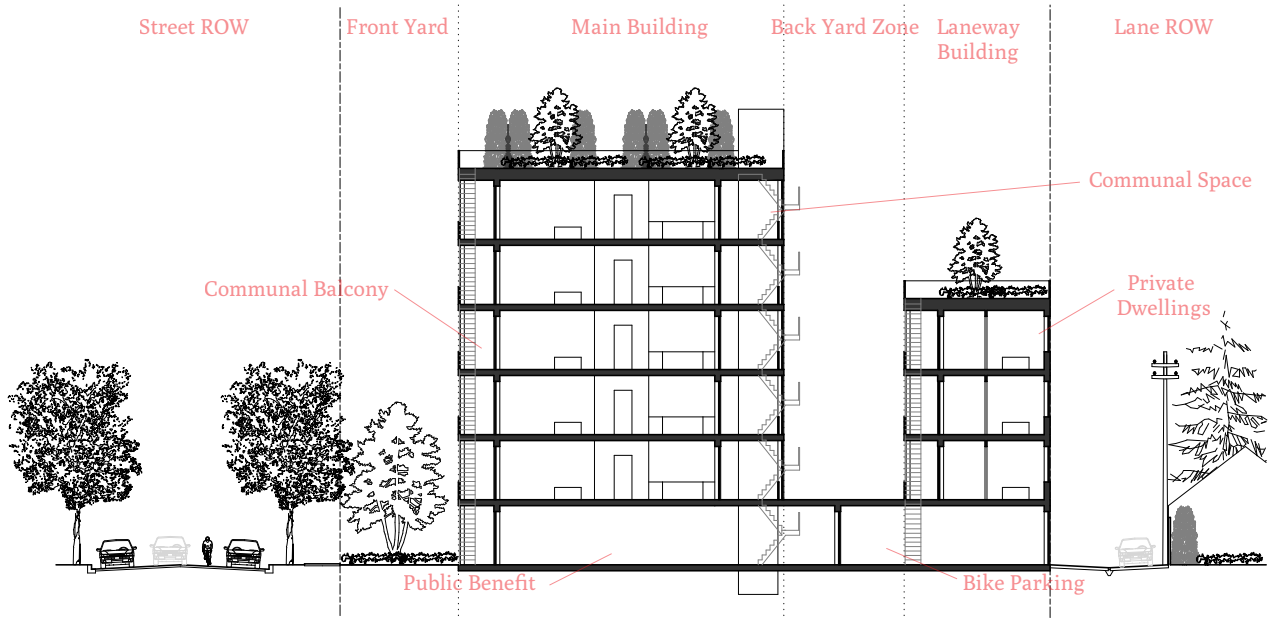 Street ROW
Front Yard
Main Building
Back Yard Zone
Laneway
Building
Lane ROW
Communal Space
Communal Balcony
Private
Dwellings
Public Benefit
Bike Parking